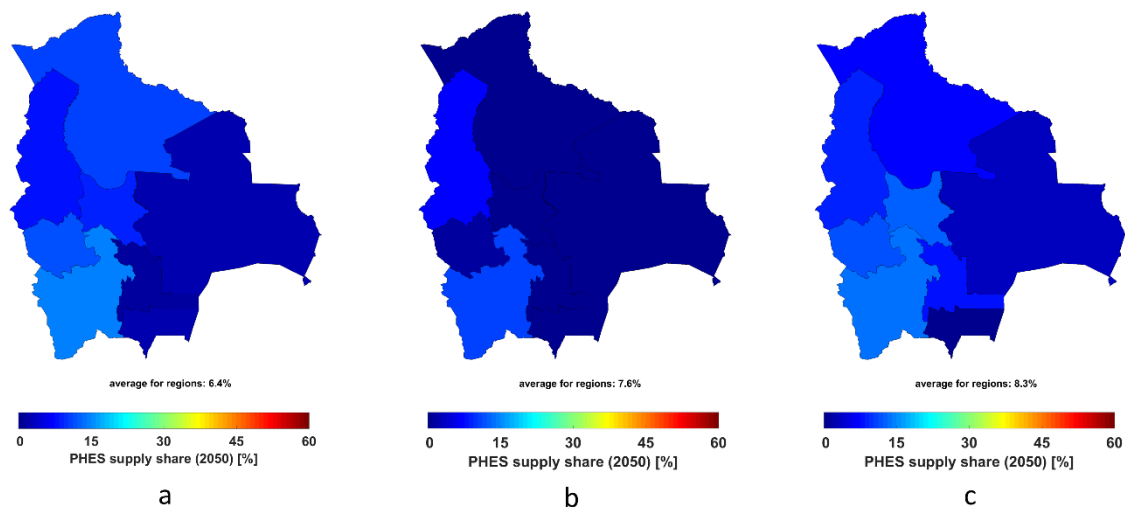 average for regions: 6.4%
average for regions: 7.6%
average for regions: 8.3%
0 15 30 45 60
PHES supply share (2050) [%]
0 15 30 45 60
PHES supply share (2050) [%]
0 15 30 45 60
PHES supply share (2050) [%]
a
b
c